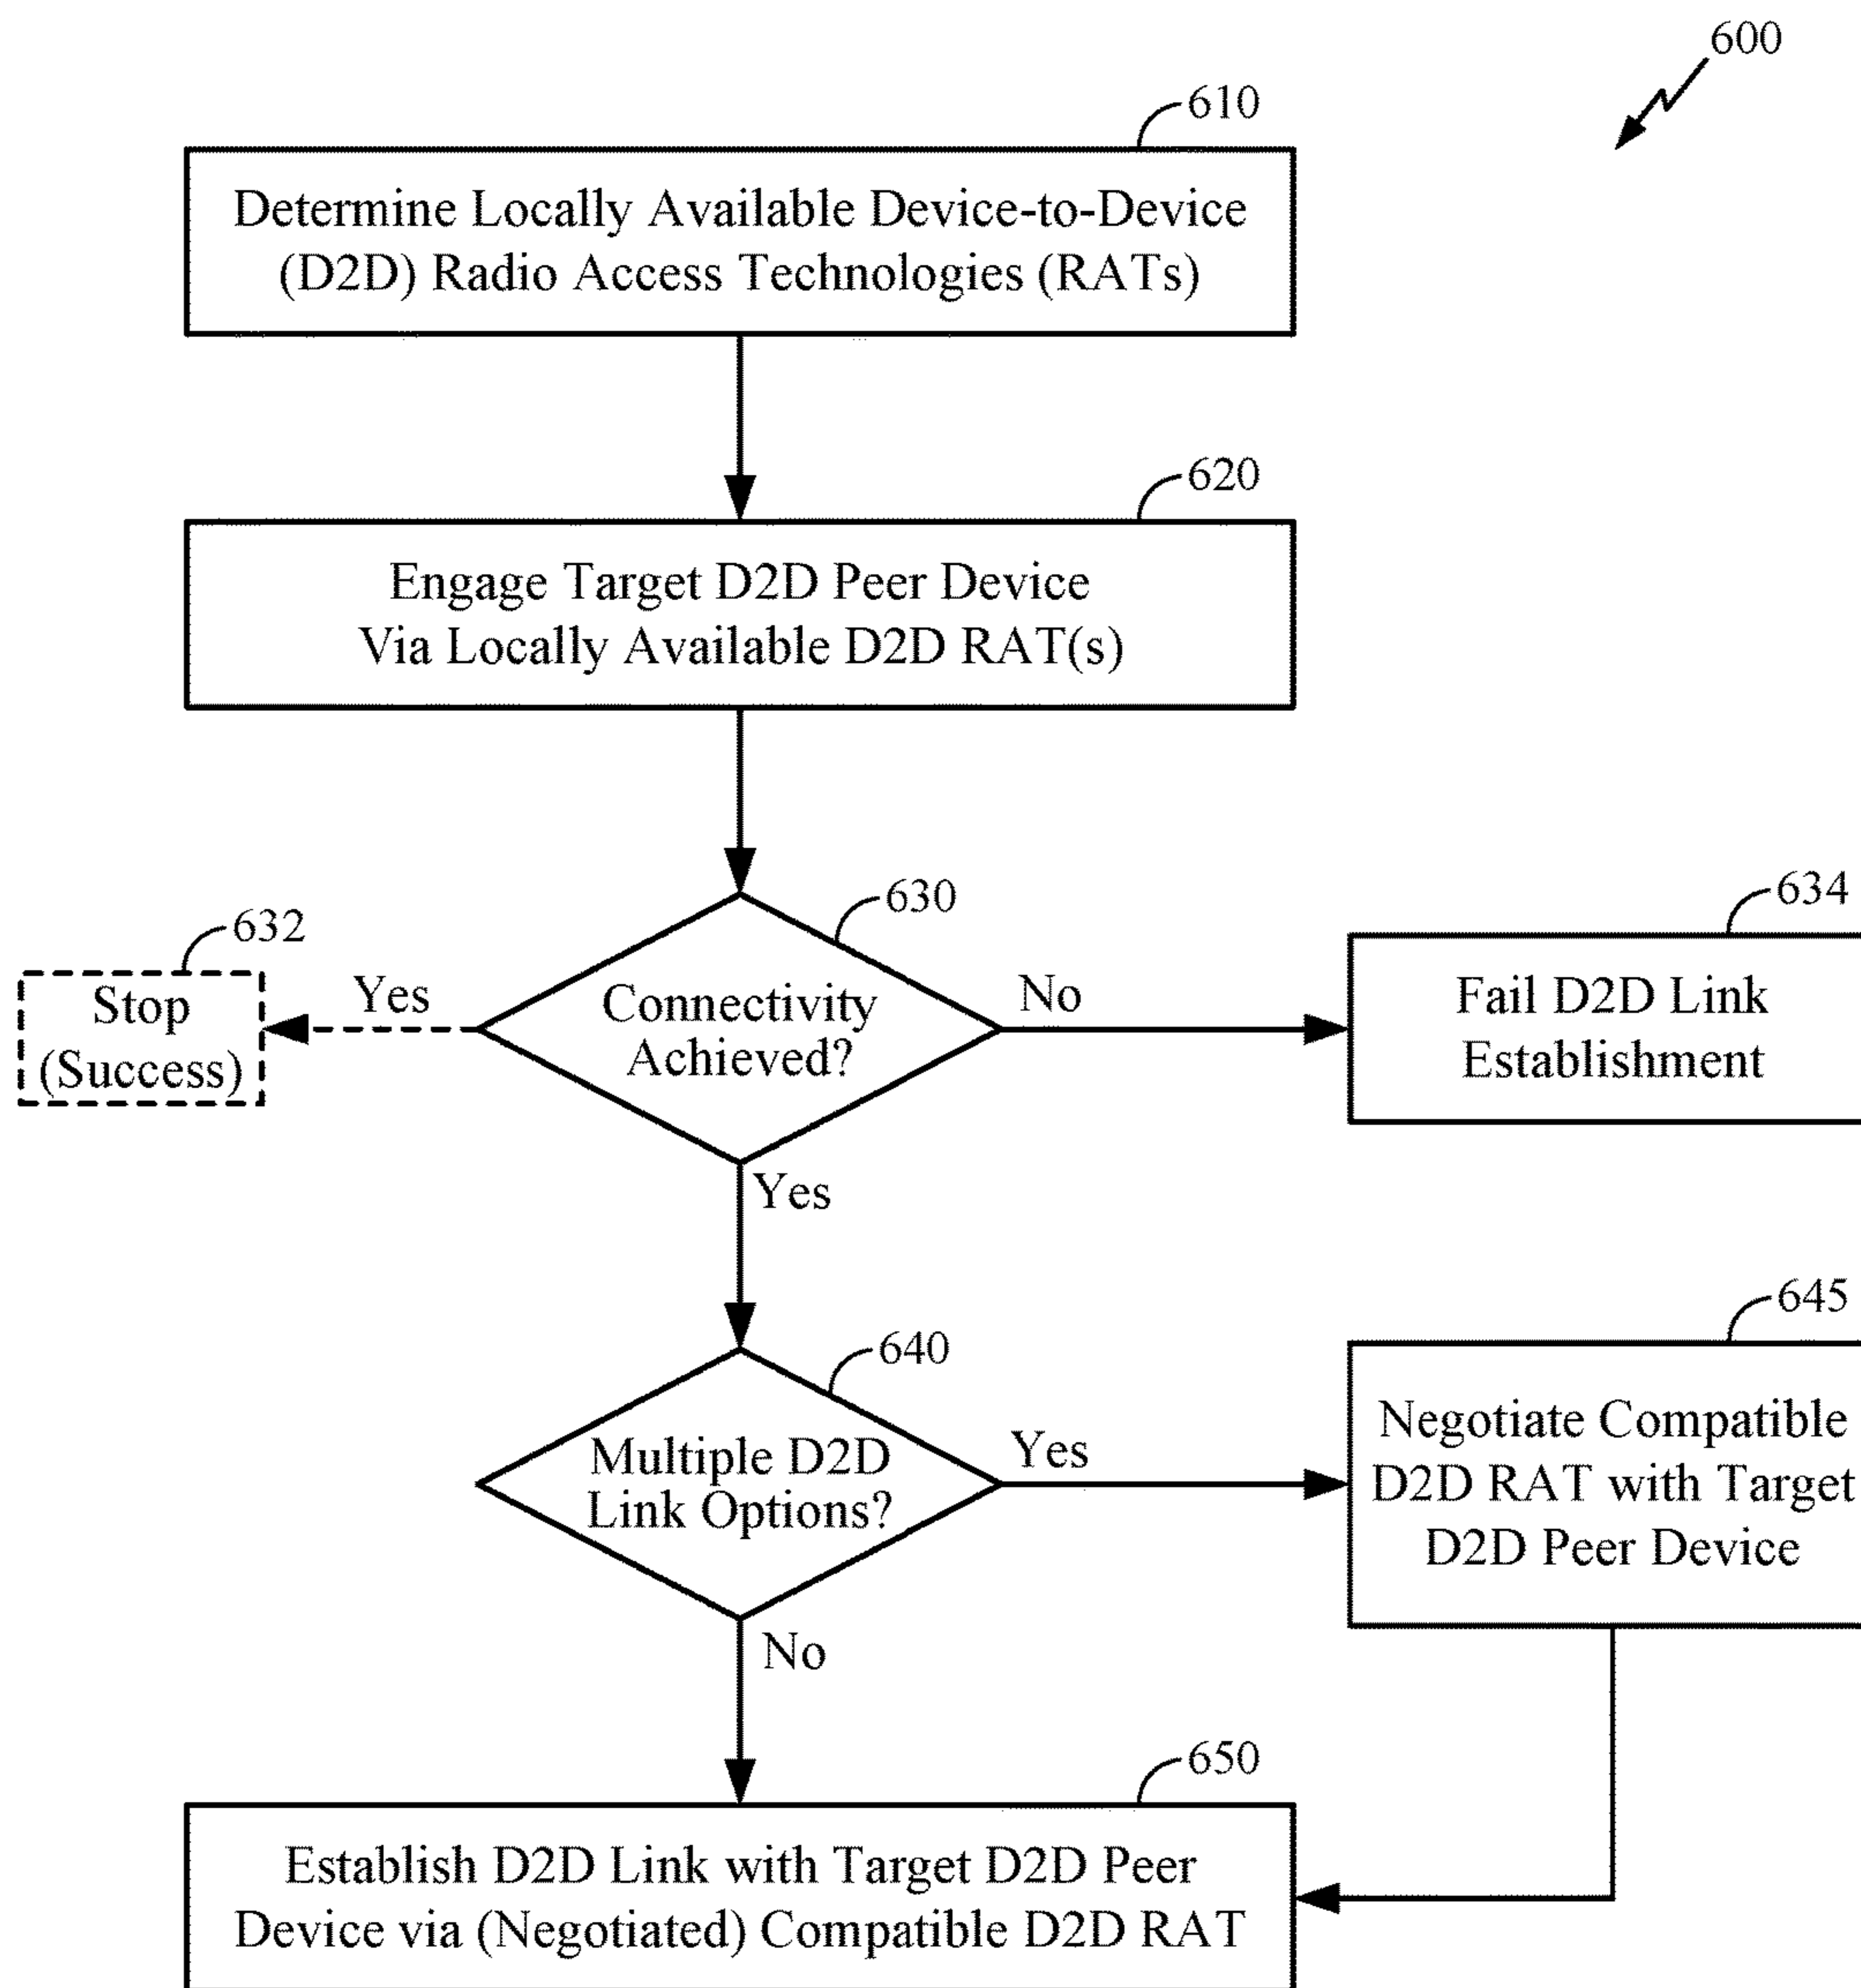 600
610
Determine Locally Available Device-to-Device
(D2D) Radio Access Technologies (RATs)
620
Engage Target D2D Peer Device
Via Locally Available D2D RAT(s)
630
632
634
Stop
(Success)
Yes
Connectivity
Achieved?
No
Fail D2D Link
Establishment
Yes
640
645
Multiple D2D
Link Options?
Yes
Negotiate Compatible
D2D RAT with Target
D2D Peer Device
No
650
Establish D2D Link with Target D2D Peer
Device via (Negotiated) Compatible D2D RAT